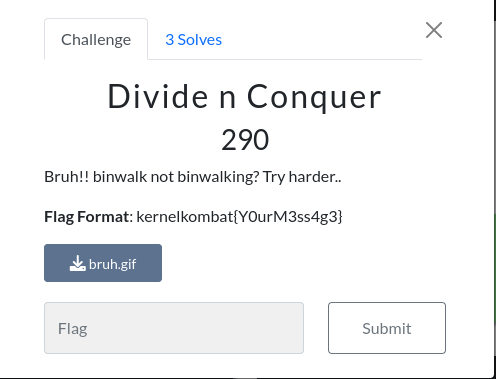 Challenge
3 Solves
Divide n Conquer
290
Bruh!! binwalk not binwalking? Try harder..
Flag Format: kernelkombat{Y0urM3ss4g3}
bruh.gif
Flag
Submit